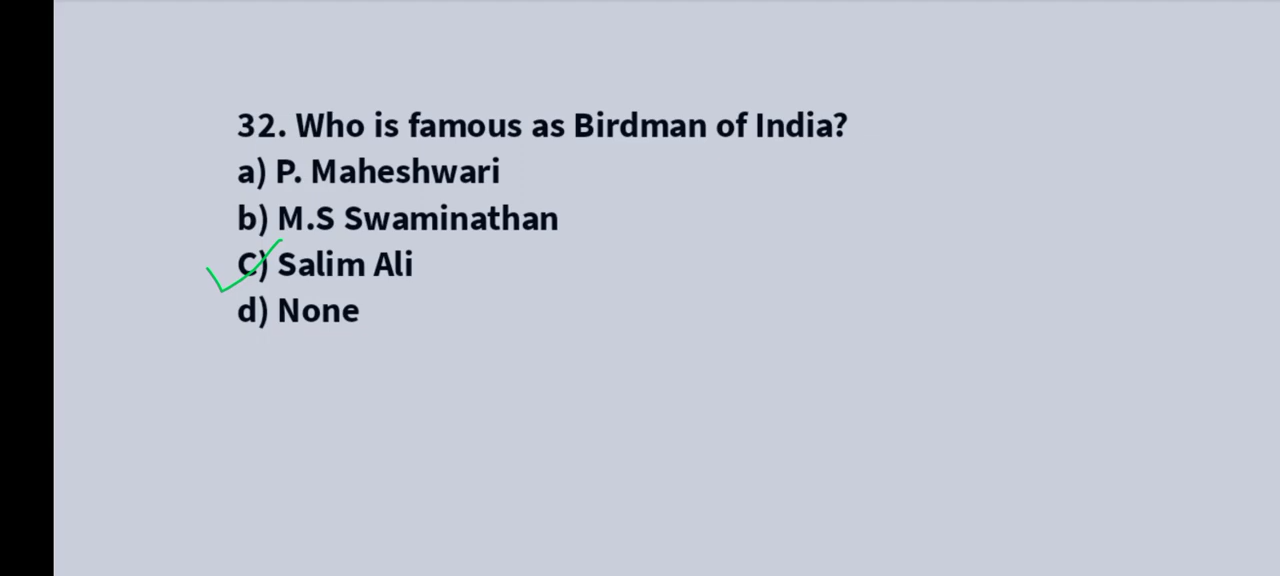 32. Who is famous as Birdman of India?
a) P. Maheshwari
b) M.S Swaminathan
C) Salim Ali
d) None